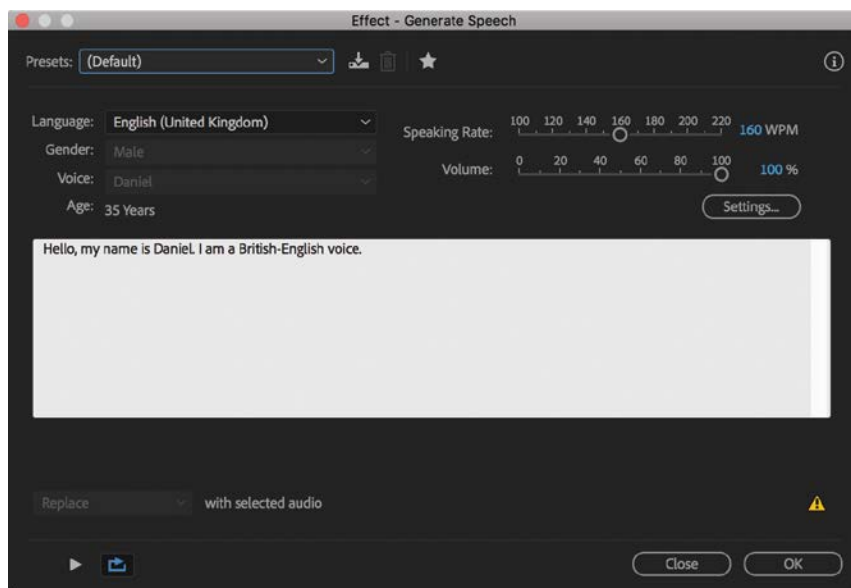 Effect - Generate Speech
Presets: (Default)
Language: English (United Kingdom)
Gender: Male
Voice: Daniel
Age: 35 Years
100 120 140 160 180 200 220
Speaking Rate: 160 WPM
0 20 40 60 80 100
Volume: 100 %
Settings...
Hello, my name is Daniel. I am a British-English voice.
Replace with selected audio
Close OK